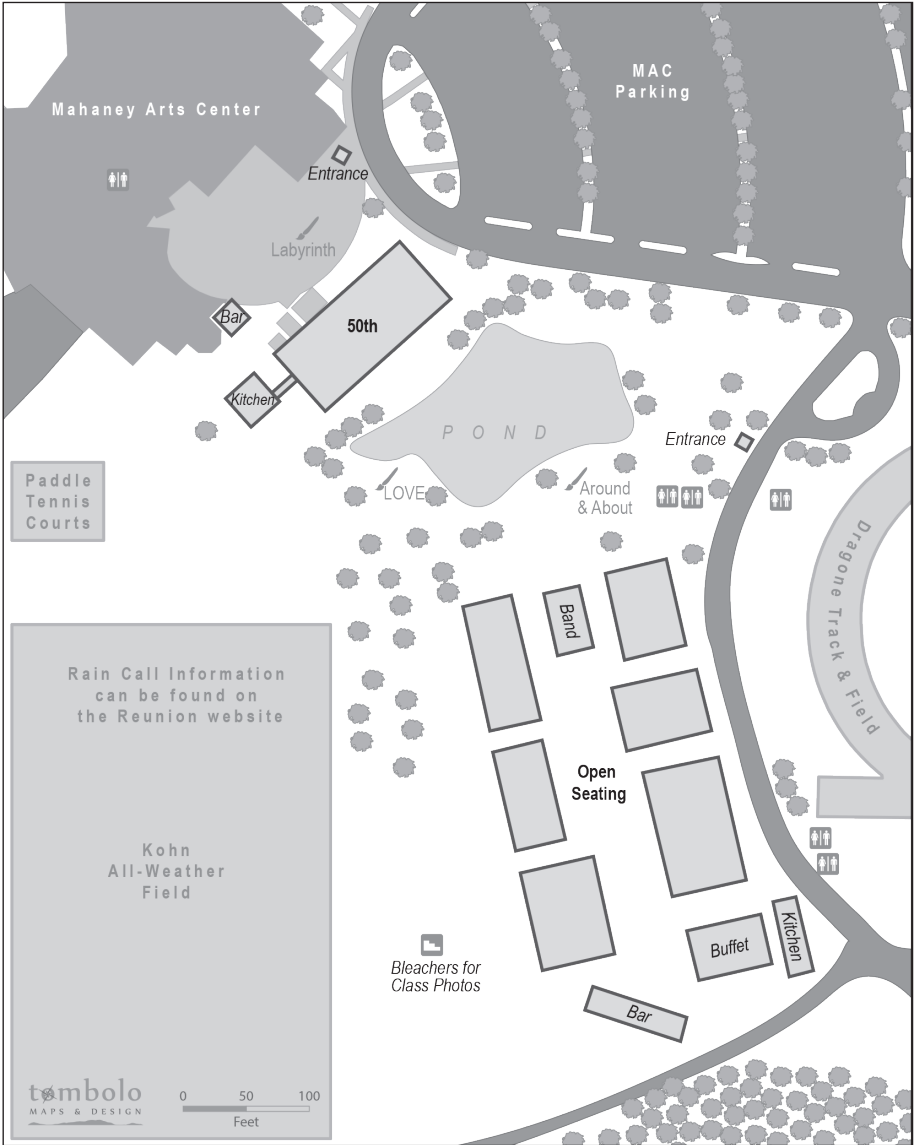 MAC
Parking
Mahaney Arts Center
Entrance
Labyrinth
Bar
50th
Kitchen
POND
Entrance
LOVE
Around
& About
Paddle
Tennis
Courts
Dragone Track & Field
Band
Rain Call Information
can be found on
the Reunion website
Open
Seating
Kohn
All-Weather
Field
Buffet
Kitchen
Bleachers for
Class Photos
Bar
tombolo
MAPS & DESIGN
0 50 100
Feet